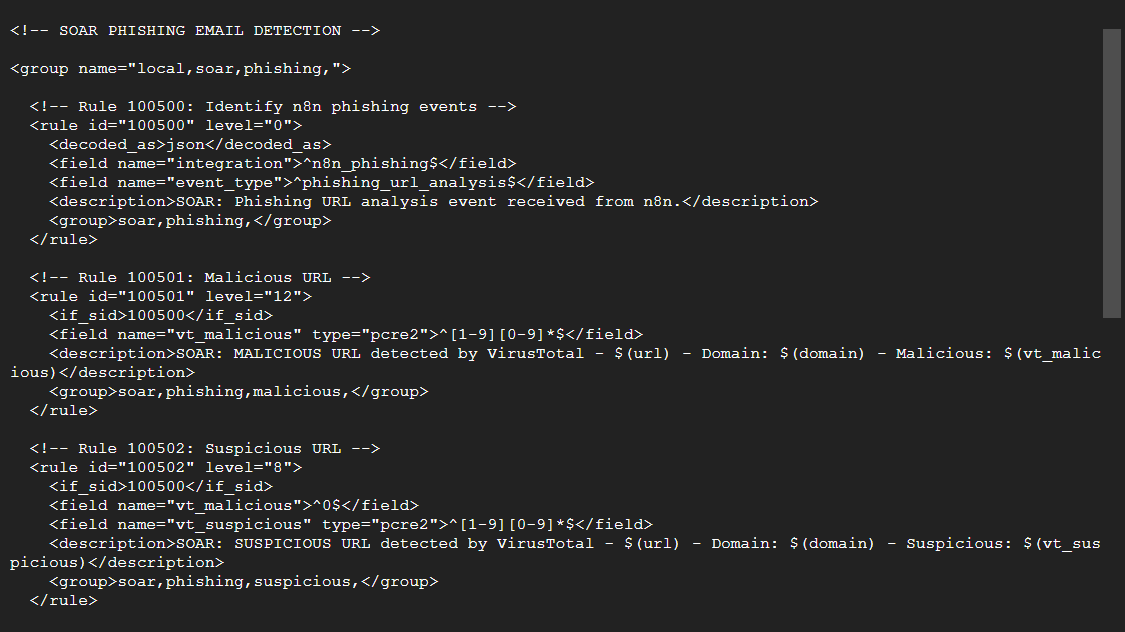 <!-- SOAR PHISHING EMAIL DETECTION -->
<group name="local,soar,phishing,">
<!-- Rule 100500: Identify n8n phishing events -->
<rule id="100500" level="0">
<decoded_as>json</decoded_as>
<field name="integration">^n8n_phishing$</field>
<field name="event_type">^phishing_url_analysis$</field>
<description>SOAR: Phishing URL analysis event received from n8n.</description>
<group>soar,phishing,</group>
</rule>
<!-- Rule 100501: Malicious URL -->
<rule id="100501" level="12">
<if_sid>100500</if_sid>
<field name="vt_malicious" type="pcre2">^[1-9][0-9]*$</field>
<description>SOAR: MALICIOUS URL detected by VirusTotal - $(url) - Domain: $(domain) - Malicious: $(vt_malic
ious)</description>
<group>soar,phishing,malicious,</group>
</rule>
<!-- Rule 100502: Suspicious URL -->
<rule id="100502" level="8">
<if_sid>100500</if_sid>
<field name="vt_malicious">^0$</field>
<field name="vt_suspicious" type="pcre2">^[1-9][0-9]*$</field>
<description>SOAR: SUSPICIOUS URL detected by VirusTotal - $(url) - Domain: $(domain) - Suspicious: $(vt_sus
picious)</description>
<group>soar,phishing,suspicious,</group>
</rule>